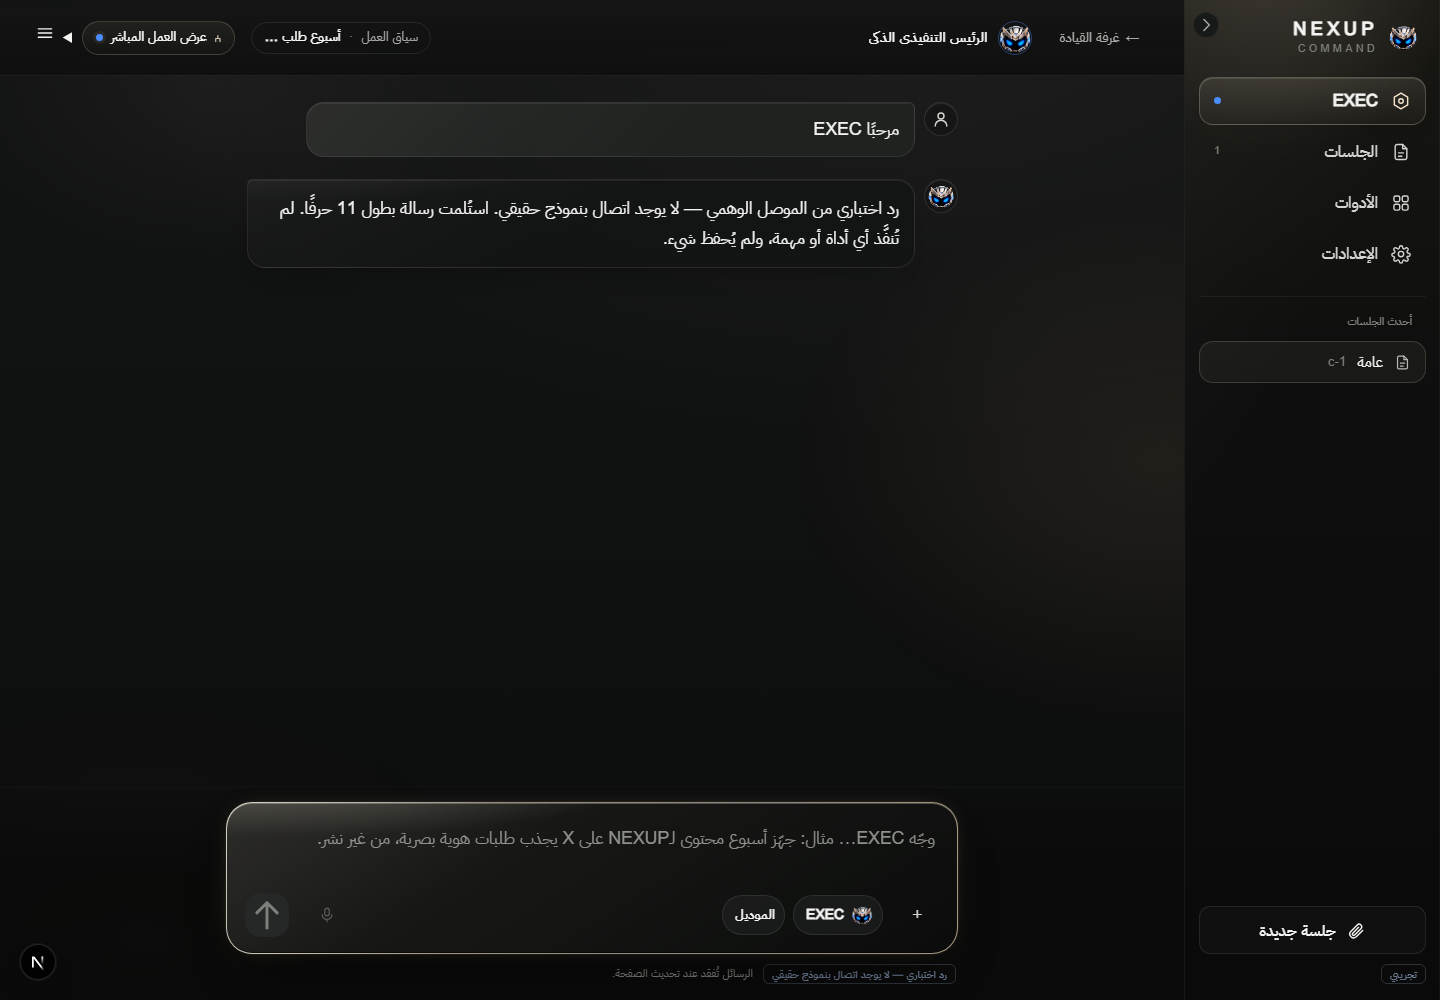 NEXUP
COMMAND
EXEC
الجلسات
1
الأدوات
الإعدادات
أحدث الجلسات
عامة c-1
جلسة جديدة
تجريبي
← غرفة القيادة
الرئيس التنفيذي الذكي
سياق العمل · أسبوع طلب ...
عرض العمل المباشر
مرحبًا EXEC
رد اختباري من الموصل الوهمي — لا يوجد اتصال بنموذج حقيقي. استُلمت رسالة بطول 11 حرفًا. لم
تُنفَّذ أي أداة أو مهمة، ولم يُحفظ شيء.
وجّه EXEC… مثال: جهّز أسبوع محتوى لـNEXUP على X يجذب طلبات هوية بصرية، من غير نشر.
+
EXEC
الموديل
رد اختباري — لا يوجد اتصال بنموذج حقيقي
الرسائل تُفقد عند تحديث الصفحة.
N